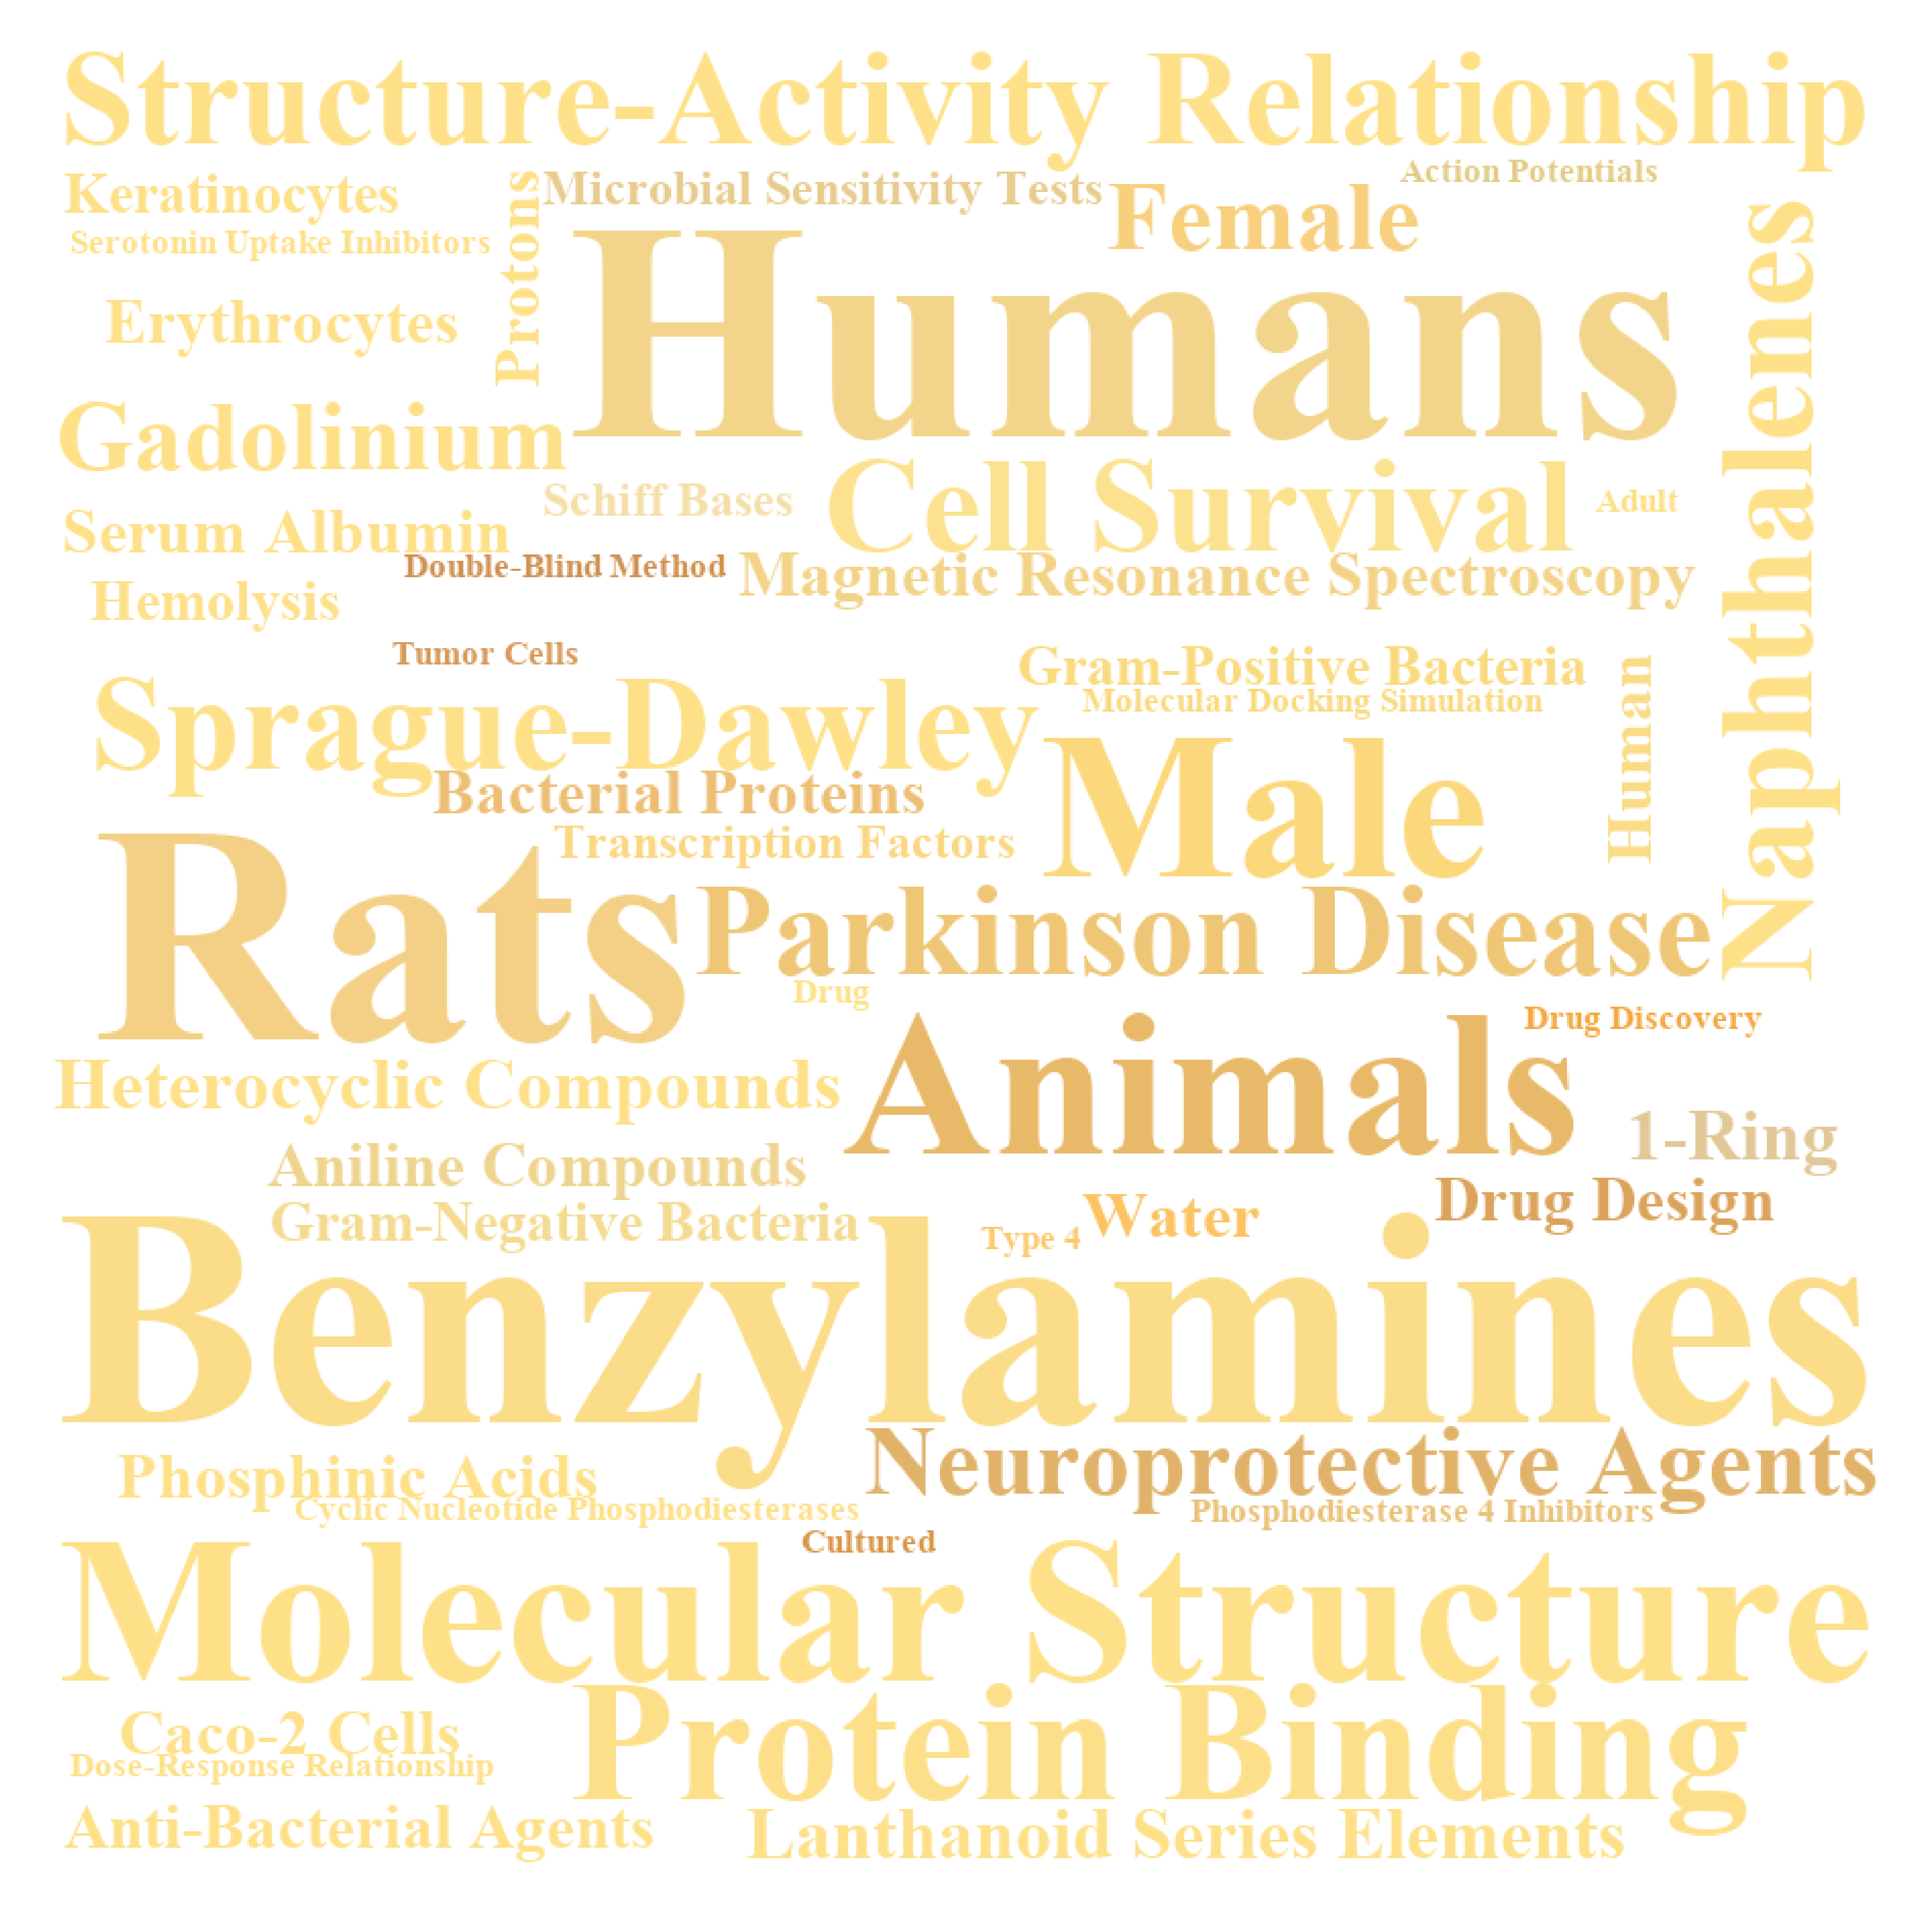 Structure-Activity Relationship
Keratinocytes
Protons
Microbial Sensitivity Tests
Action Potentials
Female
Serotonin Uptake Inhibitors
Humans
Naphthalenes
Erythrocytes
Gadolinium
Cell Survival
Schiff Bases
Adult
Serum Albumin
Double-Blind Method
Magnetic Resonance Spectroscopy
Hemolysis
Tumor Cells
Gram-Positive Bacteria
Human
Molecular Docking Simulation
Sprague-Dawley
Male
Bacterial Proteins
Transcription Factors
Rats
Parkinson Disease
Drug
Drug Discovery
Animals
Heterocyclic Compounds
1-Ring
Aniline Compounds
Drug Design
Gram-Negative Bacteria
Type 4
Water
Benzylamines
Neuroprotective Agents
Phosphinic Acids
Cyclic Nucleotide Phosphodiesterases
Phosphodiesterase 4 Inhibitors
Cultured
Molecular Structure
Protein Binding
Caco-2 Cells
Dose-Response Relationship
Anti-Bacterial Agents
Lanthanoid Series Elements